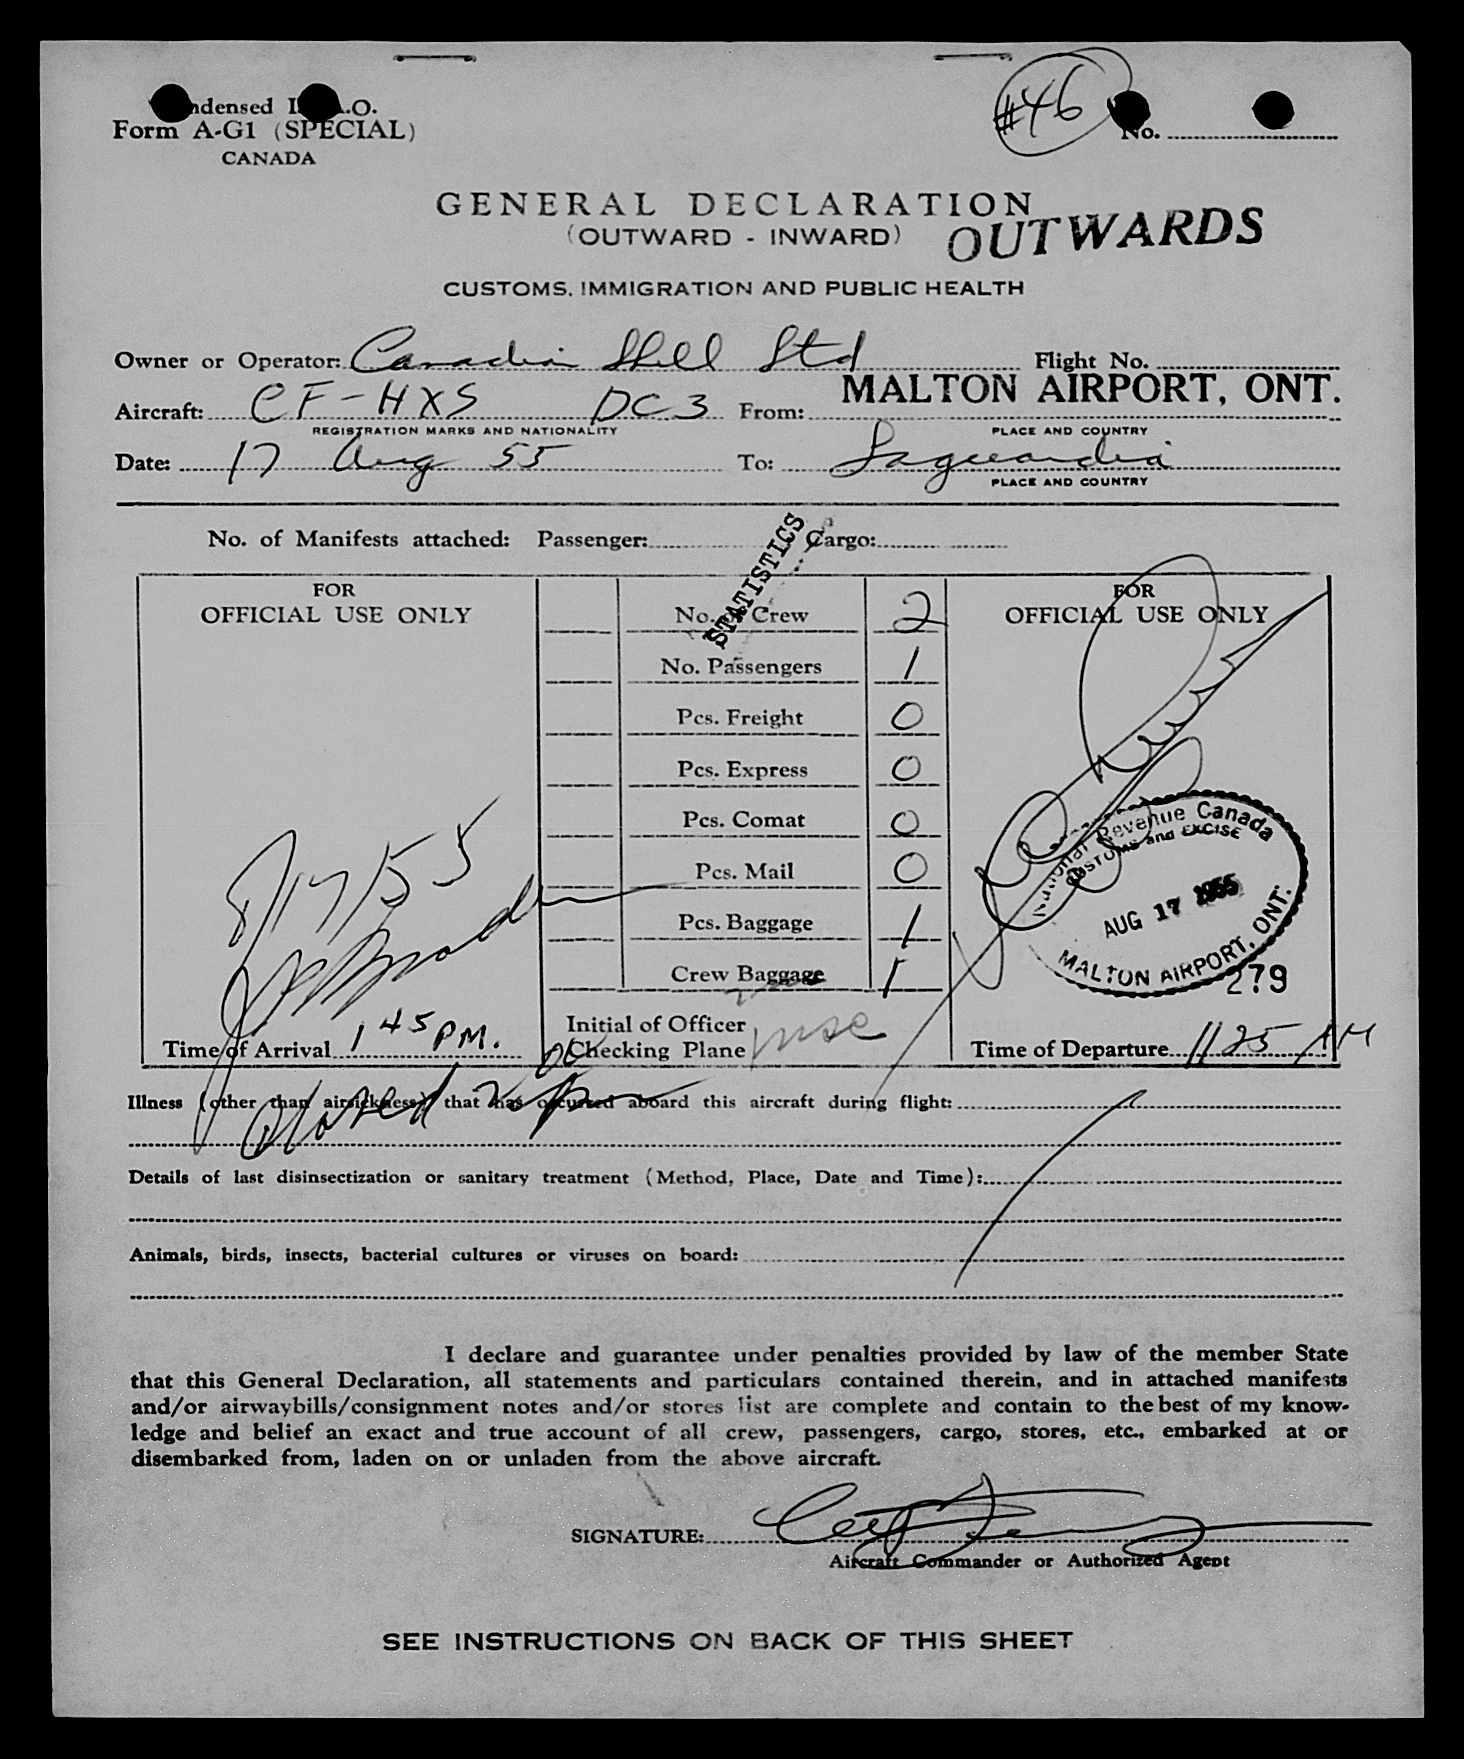 Condensed I.C.A.O.
Form A-G1 (SPECIAL)
CANADA
#46
No.
GENERAL DECLARATION
(OUTWARD - INWARD)
OUTWARDS
CUSTOMS, IMMIGRATION AND PUBLIC HEALTH
Owner or Operator: Canadian Shell Ltd Flight No.
Aircraft: CF-HXS DC3 From: MALTON AIRPORT, ONT.
REGISTRATION MARKS AND NATIONALITY PLACE AND COUNTRY
Date: 17 Aug 55 To: Laguardia
PLACE AND COUNTRY
No. of Manifests attached: Passenger: Cargo:
STATISTICS
FOR
OFFICIAL USE ONLY
No. of Crew 2
No. Passengers 1
Pcs. Freight 0
Pcs. Express 0
Pcs. Comat 0
Pcs. Mail 0
Pcs. Baggage 1
Crew Baggage 1
Initial of Officer
Checking Plane
8/17/55
Time of Arrival 1 45 PM.
FOR
OFFICIAL USE ONLY
National Revenue Canada
CUSTOMS and EXCISE
AUG 17 1955
MALTON AIRPORT, ONT.
279
Time of Departure 11 25 AM
Illness (other than airsickness) that has occurred aboard this aircraft during flight:
Details of last disinsectization or sanitary treatment (Method, Place, Date and Time):
Animals, birds, insects, bacterial cultures or viruses on board:
I declare and guarantee under penalties provided by law of the member State
that this General Declaration, all statements and particulars contained therein, and in attached manifests
and/or airwaybills/consignment notes and/or stores list are complete and contain to the best of my know-
ledge and belief an exact and true account of all crew, passengers, cargo, stores, etc., embarked at or
disembarked from, laden on or unladen from the above aircraft.
SIGNATURE:
Aircraft Commander or Authorized Agent
SEE INSTRUCTIONS ON BACK OF THIS SHEET